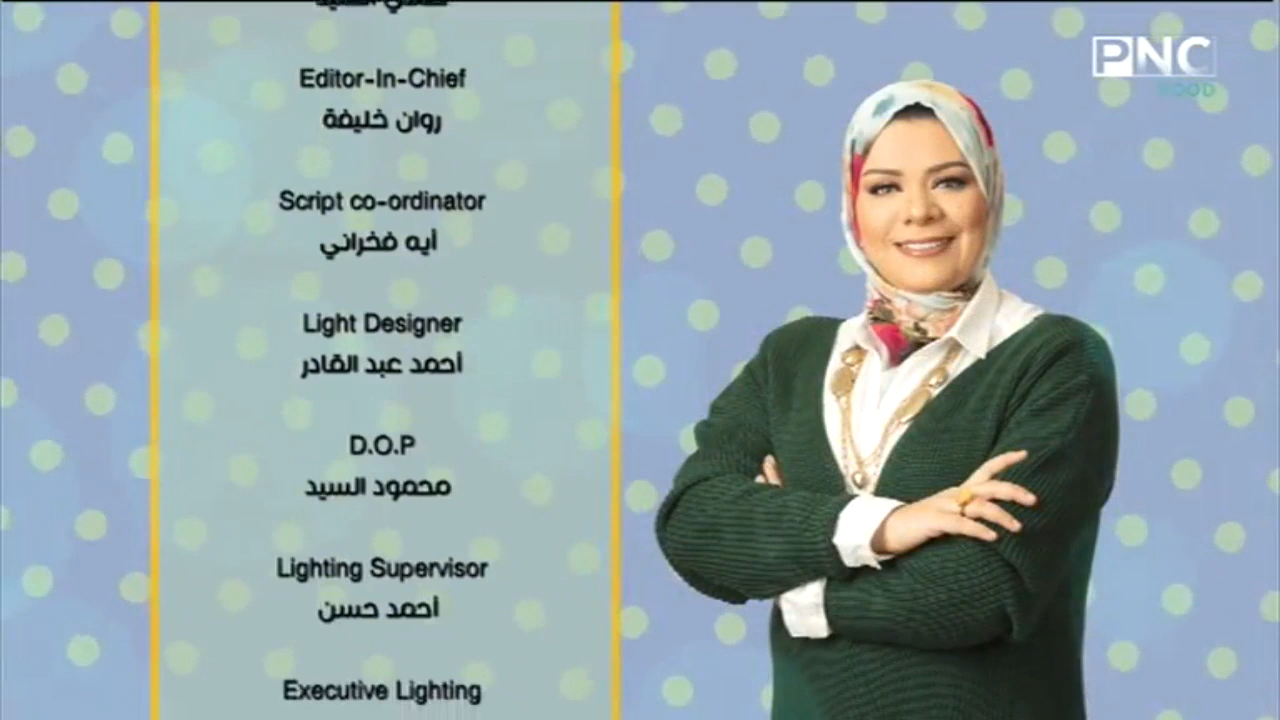 Editor-In-Chief
روان خليفة
Script co-ordinator
أيه فخراني
Light Designer
أحمد عبد القادر
D.O.P
محمود السيد
Lighting Supervisor
أحمد حسن
Executive Lighting
PNC
FOOD